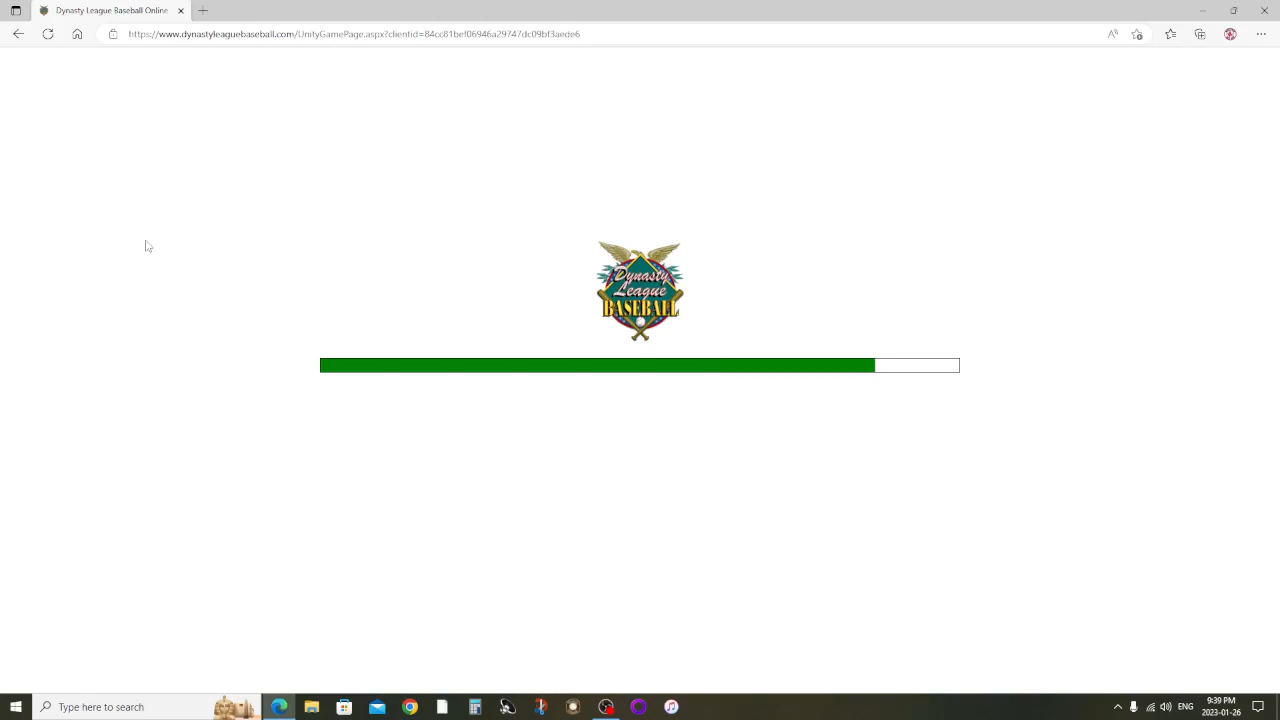 Dynasty League Baseball Online
https://www.dynastyleaguebaseball.com/UnityGamePage.aspx?clientid=84cc81bef06946a29747dc09bf3aede6
Dynasty
League
BASEBALL
Type here to search
ENG
9:39 PM
2023-01-26